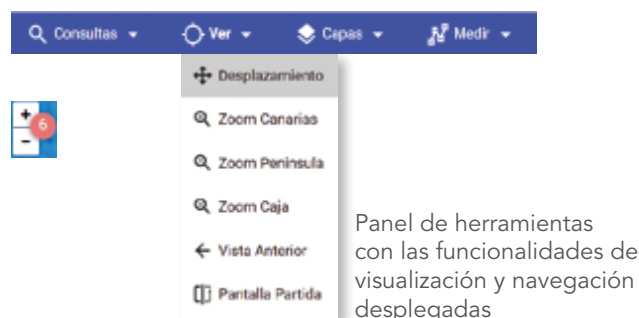 Consultas Ver Capas Medir
Desplazamiento
+
6
-
Zoom Canarias
Zoom Peninsula
Zoom Caja
Vista Anterior
Pantalla Partida
Panel de herramientas
con las funcionalidades de
visualización y navegación
desplegadas